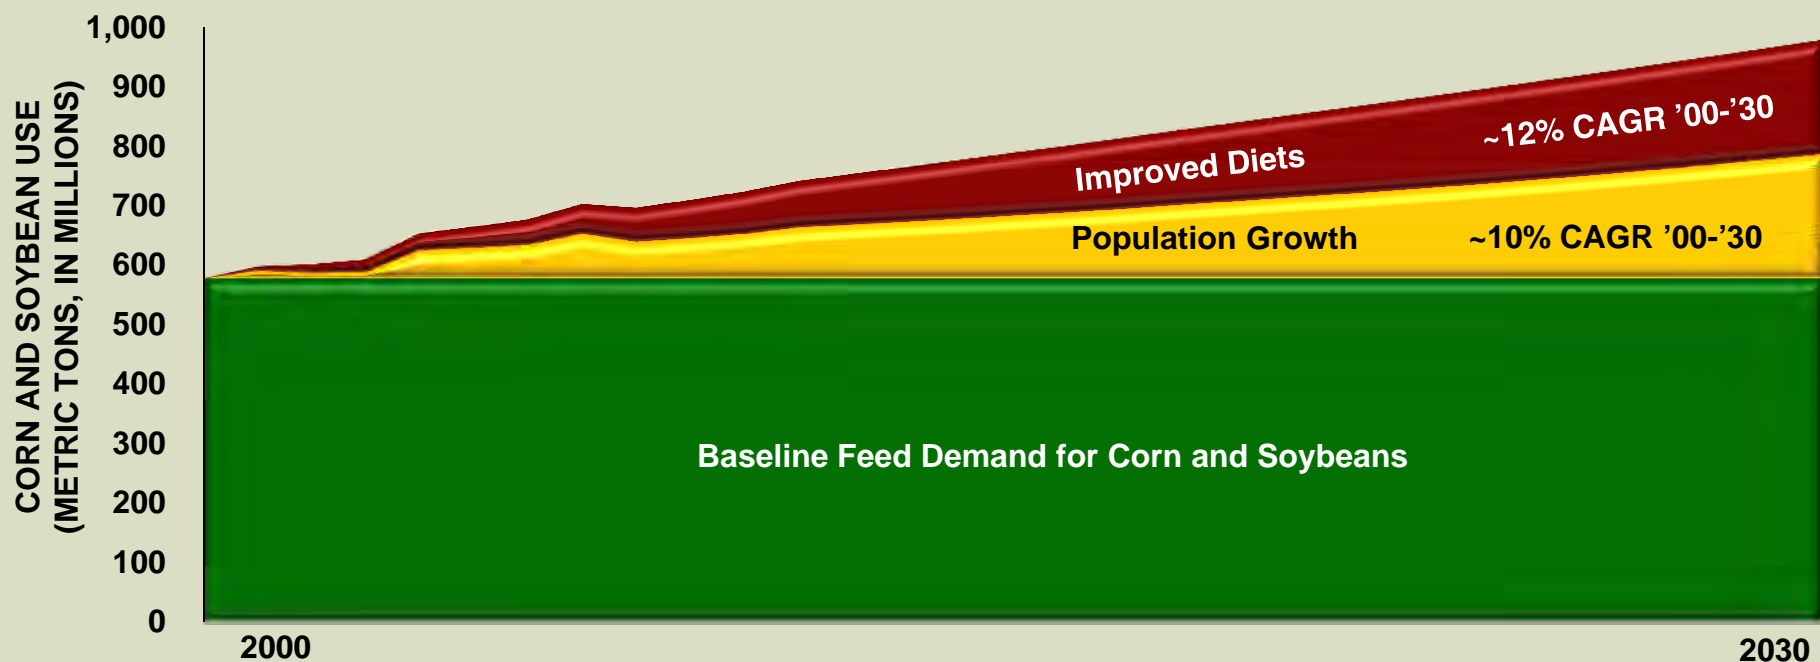 CORN AND SOYBEAN USE
(METRIC TONS, IN MILLIONS)
1,000
900
800
700
600
500
400
300
200
100
0
~12% CAGR ’00-’30
Improved Diets
Population Growth
~10% CAGR ’00-’30
Baseline Feed Demand for Corn and Soybeans
2000
2030